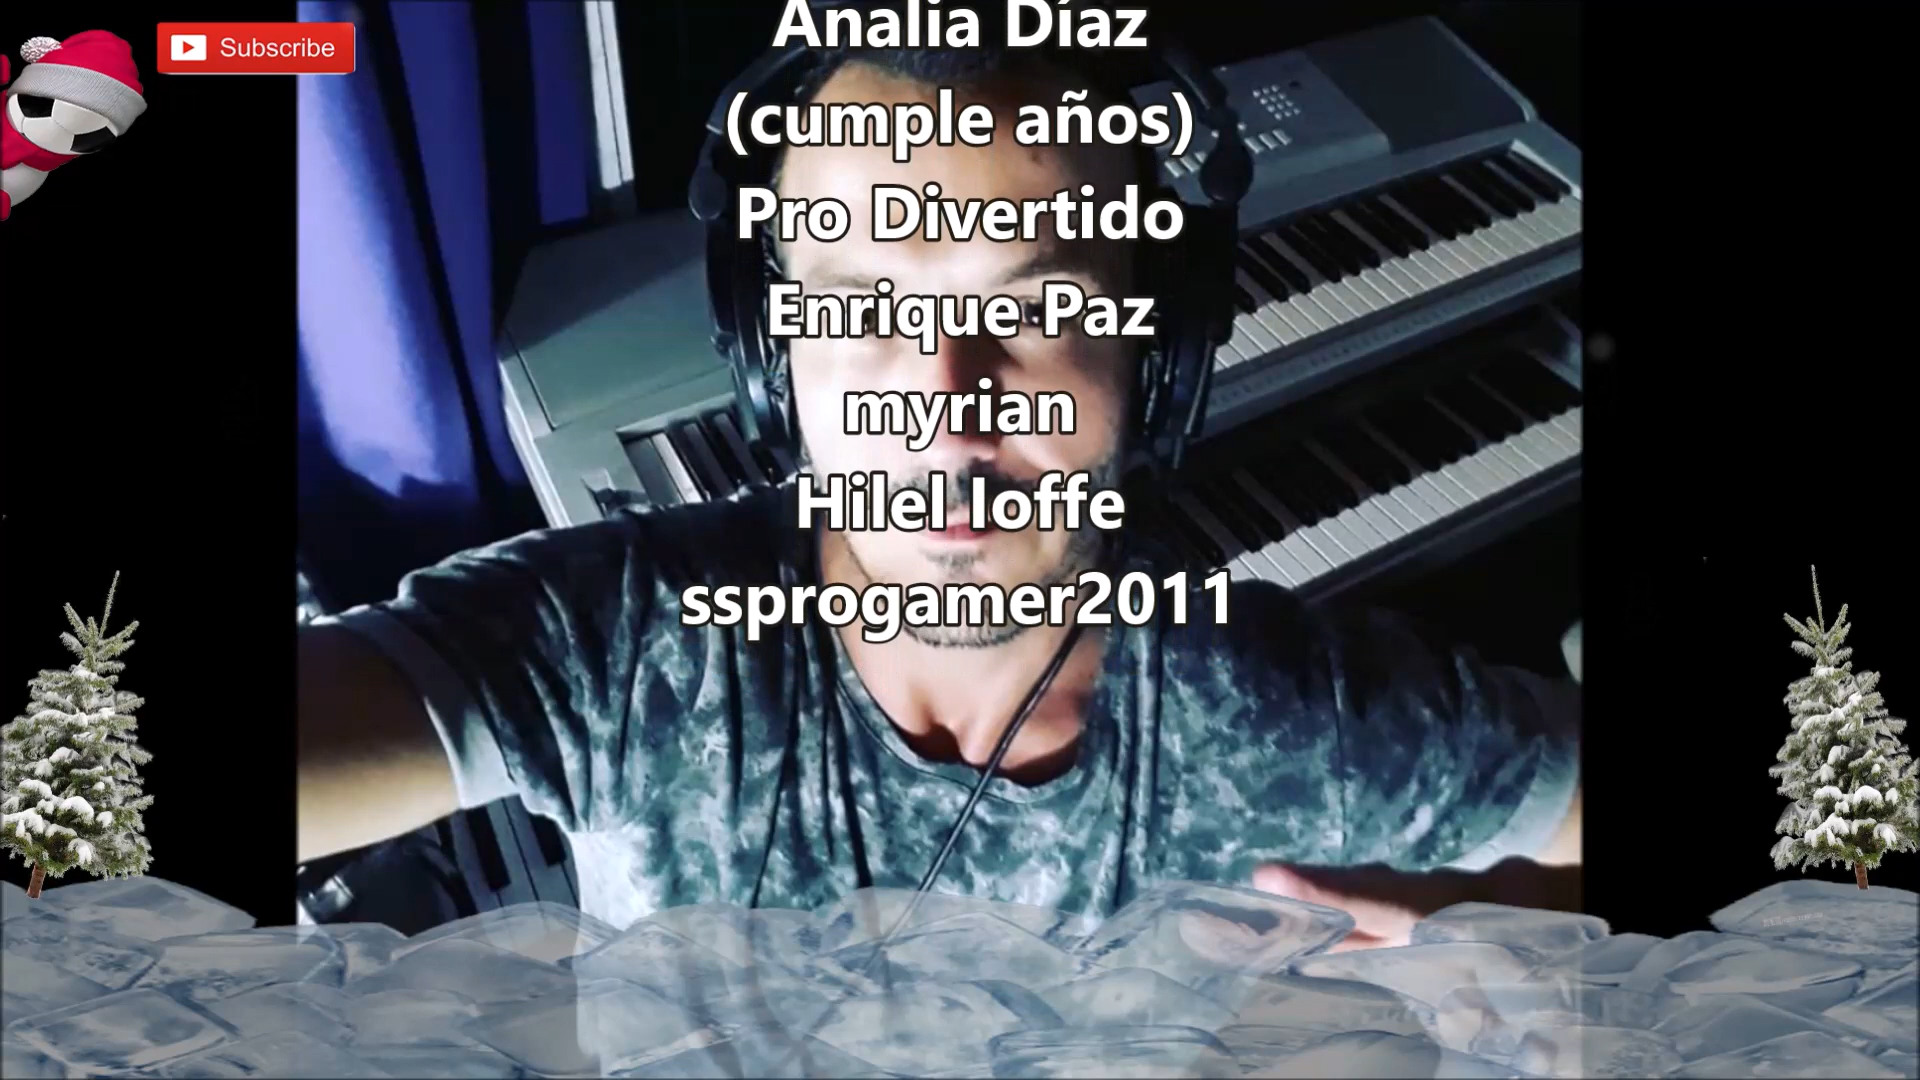 Subscribe
Analia Díaz
(cumple años)
Pro Divertido
Enrique Paz
myrian
Hilel Ioffe
ssprogamer2011